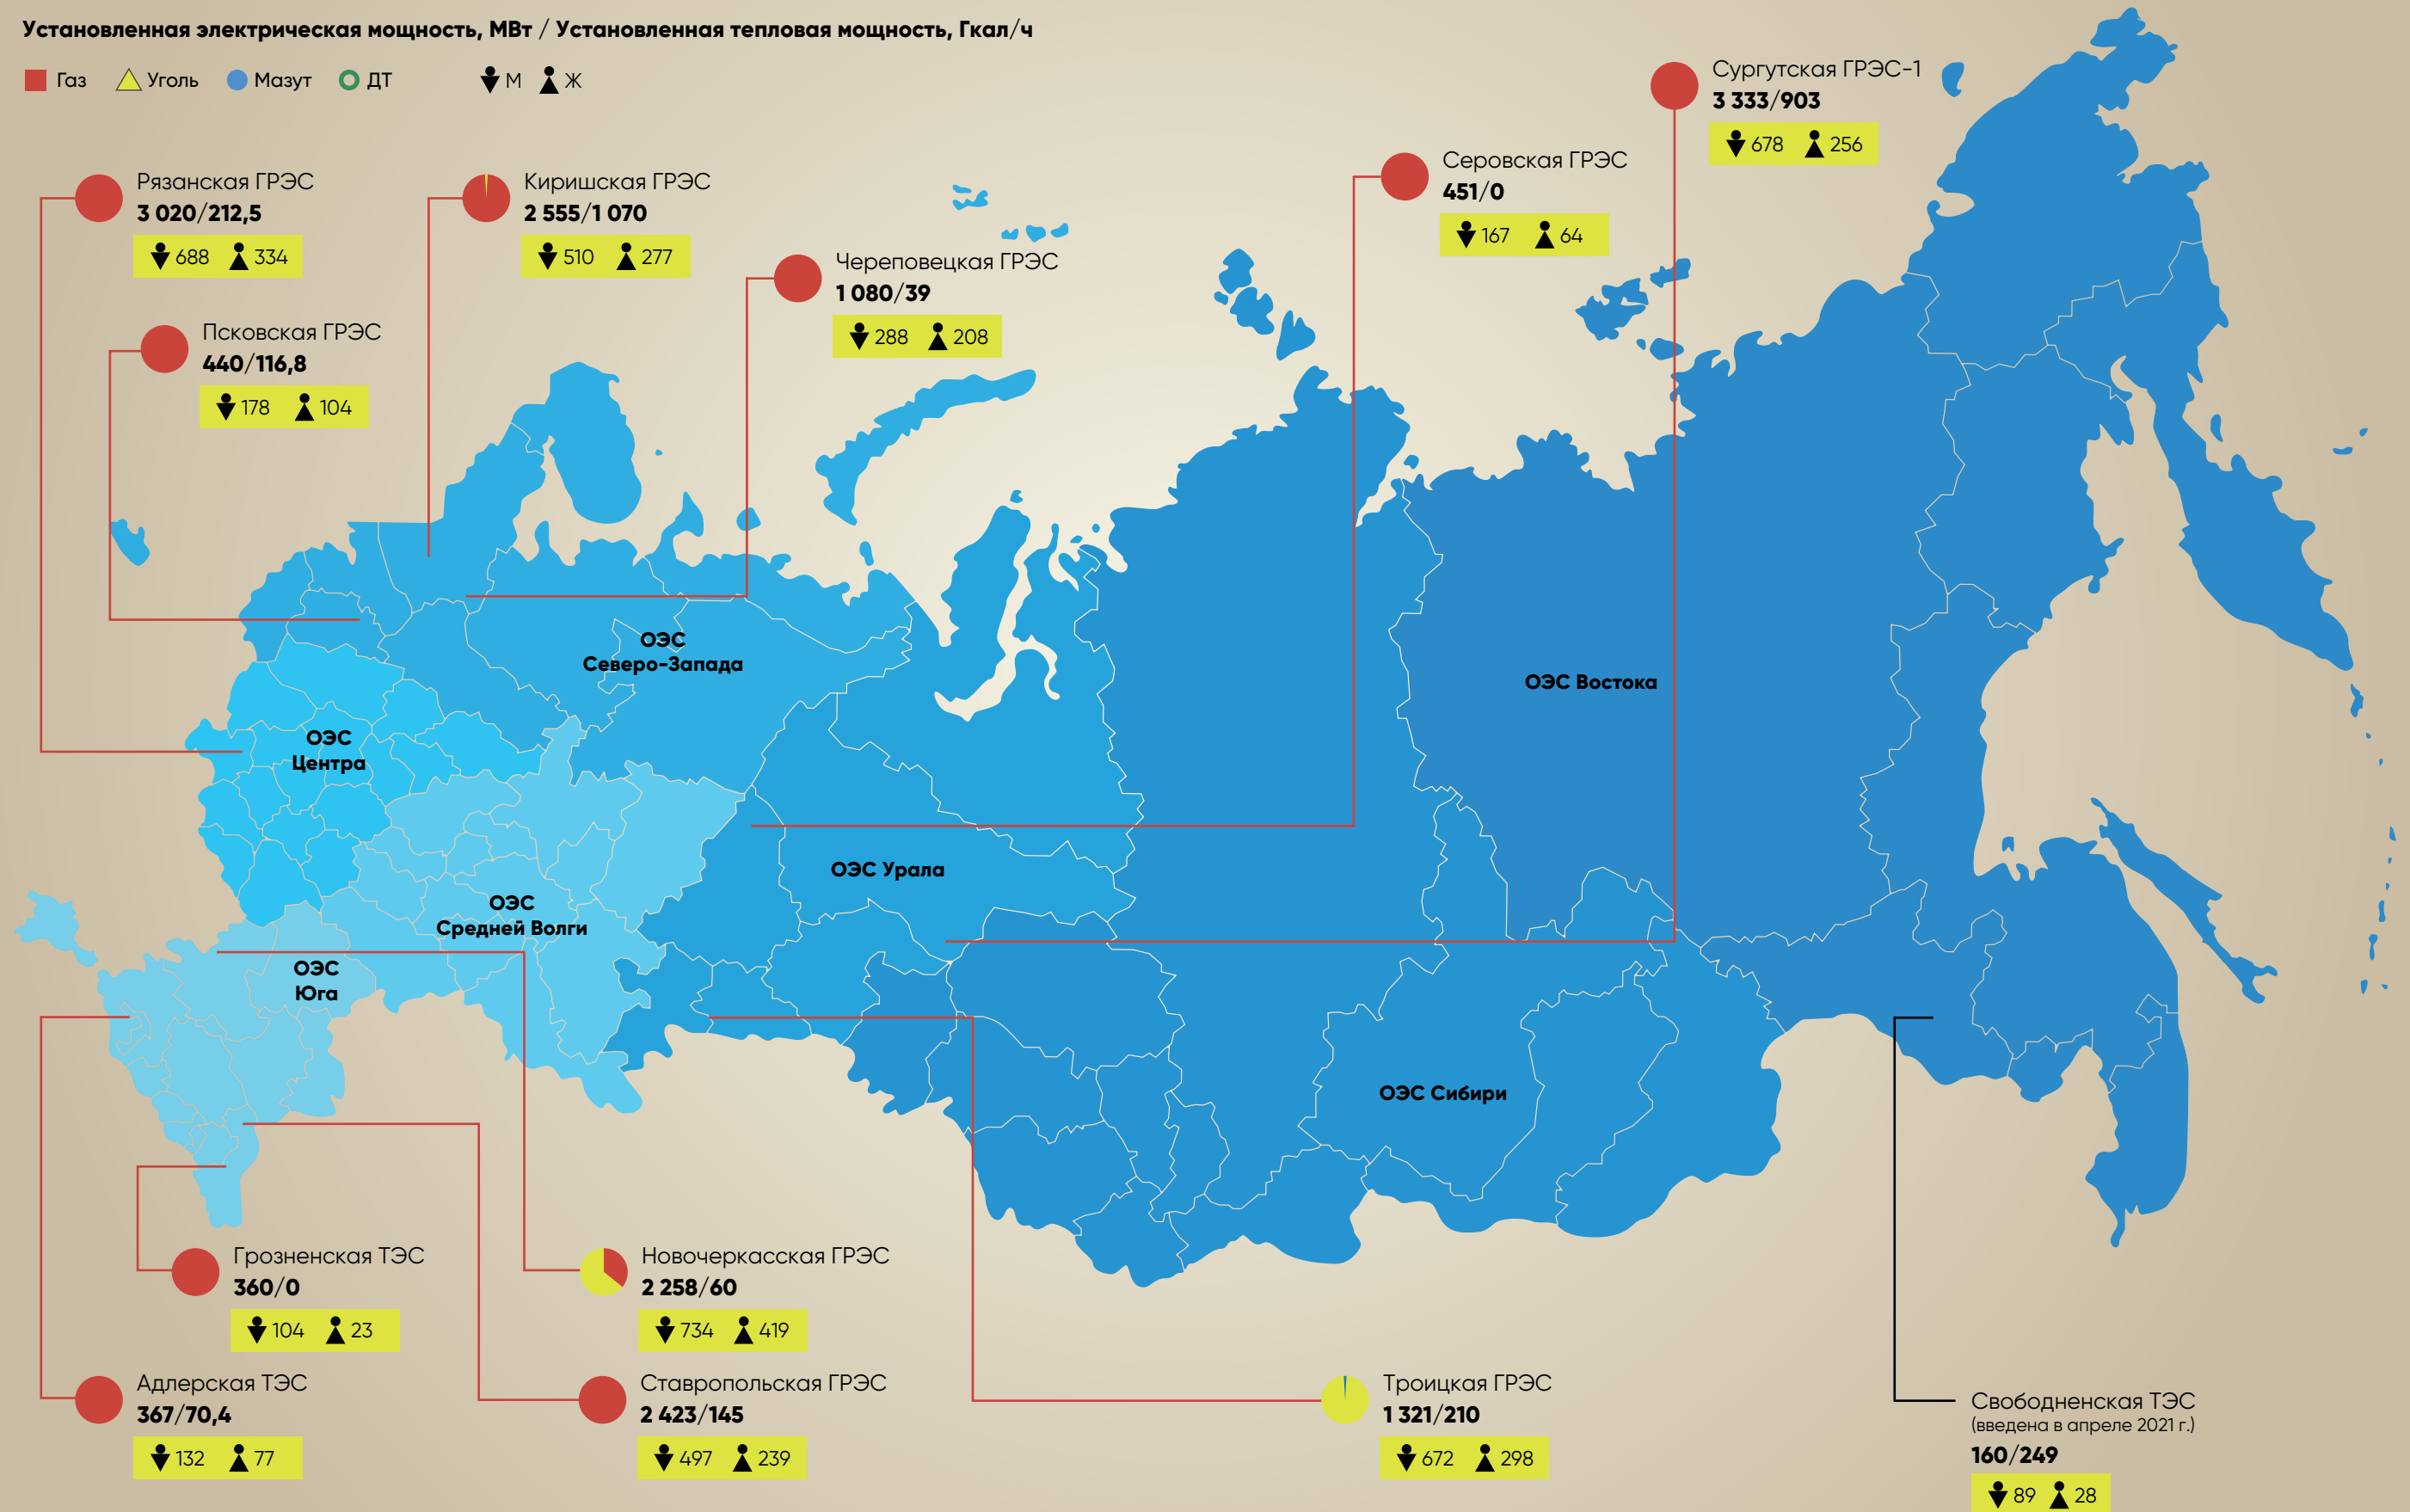 Установленная электрическая мощность, МВт / Установленная тепловая мощность, Гкал/ч
Газ Уголь Мазут ДТ М Ж
Сургутская ГРЭС-1
3 333/903
678 256
Серовская ГРЭС
451/0
167 64
Рязанская ГРЭС
3 020/212,5
688 334
Киришская ГРЭС
2 555/1 070
510 277
Череповецкая ГРЭС
1 080/39
288 208
Псковская ГРЭС
440/116,8
178 104
ОЭС
Северо-Запада
ОЭС Востока
ОЭС
Центра
ОЭС Урала
ОЭС
Средней Волги
ОЭС
Юга
ОЭС Сибири
Грозненская ТЭС
360/0
104 23
Новочеркасская ГРЭС
2 258/60
734 419
Адлерская ТЭС
367/70,4
132 77
Ставропольская ГРЭС
2 423/145
497 239
Троицкая ГРЭС
1 321/210
672 298
Свободненская ТЭС
(введена в апреле 2021 г.)
160/249
89 28